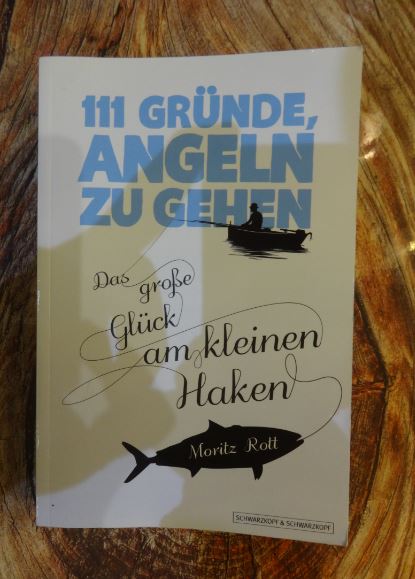 111 GRÜNDE,
ANGELN
ZU GEHEN
Das große
Glück
am kleinen
Haken
Moritz Rott
SCHWARZKOPF & SCHWARZKOPF